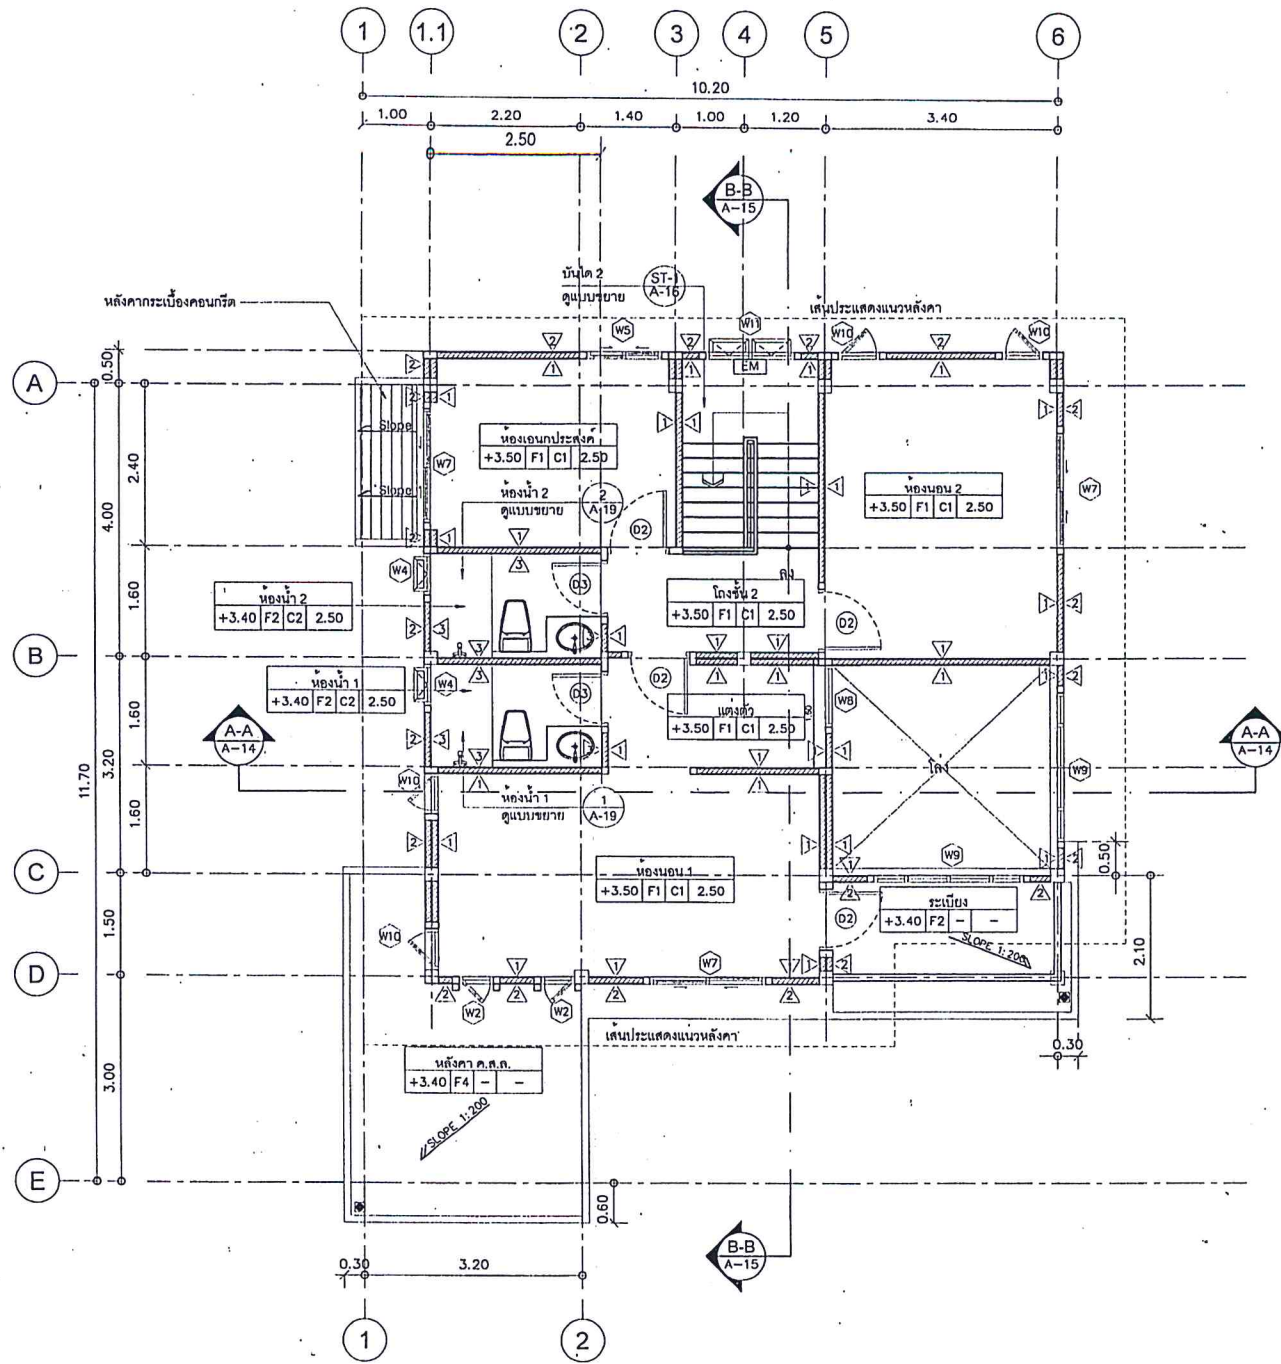 1 1.1 2 3 4 5 6
10.20
1.00 2.20 1.40 1.00 1.20 3.40
2.50
B-B
A-15
บันได 2
ดูแบบขยาย
ST-1
A-16
หลังคากระเบื้องคอนกรีต
เส้นประแสดงแนวหลังคา
W5 W11 W10 W10
EM
2 2 2 2 2
1 1 1 1
A
0.50
2.40
4.00
Slope
Slope
W7
ห้องเอนกประสงค์
+3.50 F1 C1 2.50
ห้องน้ำ 2
ดูแบบขยาย
2
A-19
D2
ห้องนอน 2
+3.50 F1 C1 2.50
W7
1.60
W4
ห้องน้ำ 2
+3.40 F2 C2 2.50
D3
ลง
โถงชั้น 2
+3.50 F1 C1 2.50
D2
B
ห้องน้ำ 1
+3.40 F2 C2 2.50
W4
D3
D2
แต่งตัว
+3.50 F1 C1 2.50
1.50
W8
A-A
A-14
A-A
A-14
1.60
3.20
11.70
1.60
W10
ห้องน้ำ 1
ดูแบบขยาย
1
A-19
W9
C
ห้องนอน 1
+3.50 F1 C1 2.50
W9
0.50
ระเบียง
+3.40 F2 - -
SLOPE 1:200
D2
1.50
W10
2.10
D
W7
W2 W2
เส้นประแสดงแนวหลังคา
0.30
หลังคา ค.ส.ล.
+3.40 F4 - -
SLOPE 1:200
3.00
E
0.60
B-B
A-15
0.30 3.20
1 2